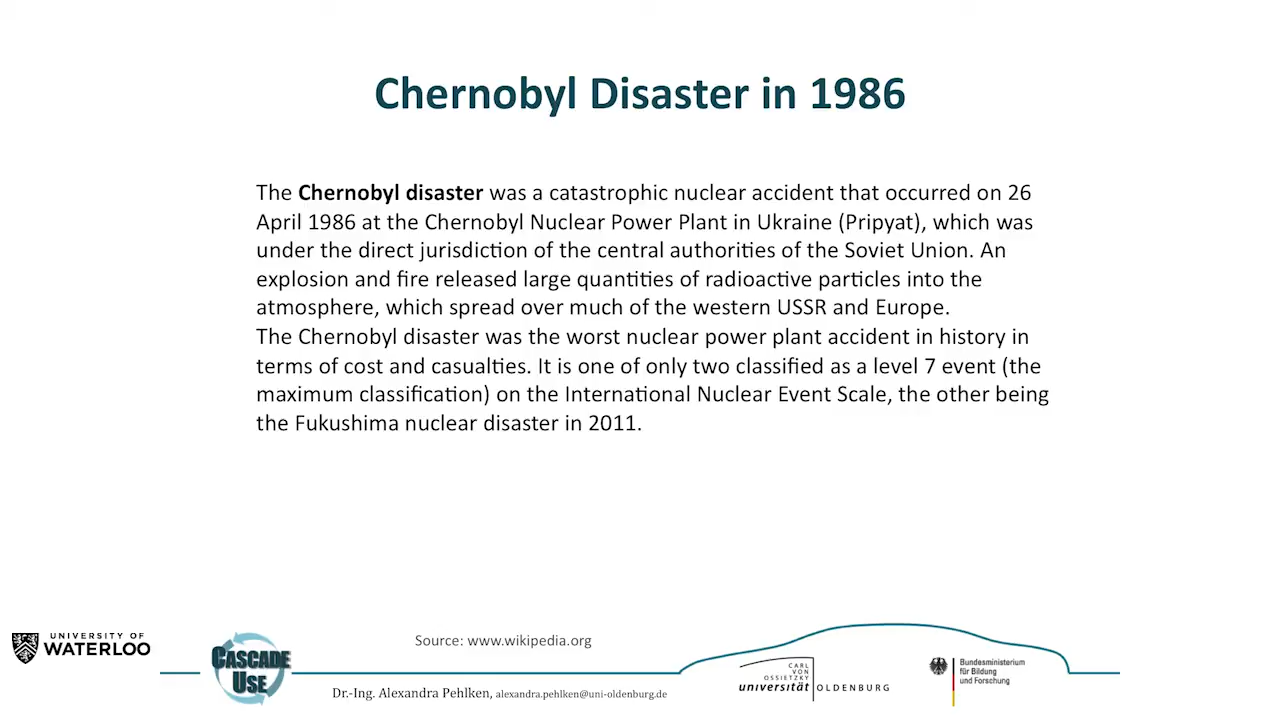 Chernobyl Disaster in 1986
The Chernobyl disaster was a catastrophic nuclear accident that occurred on 26
April 1986 at the Chernobyl Nuclear Power Plant in Ukraine (Pripyat), which was
under the direct jurisdiction of the central authorities of the Soviet Union. An
explosion and fire released large quantities of radioactive particles into the
atmosphere, which spread over much of the western USSR and Europe.
The Chernobyl disaster was the worst nuclear power plant accident in history in
terms of cost and casualties. It is one of only two classified as a level 7 event (the
maximum classification) on the International Nuclear Event Scale, the other being
the Fukushima nuclear disaster in 2011.
UNIVERSITY OF
WATERLOO
CASCADE
USE
Source: www.wikipedia.org
Dr.-Ing. Alexandra Pehlken, alexandra.pehlken@uni-oldenburg.de
CARL
VON
OSSIETZKY
universität OLDENBURG
Bundesministerium
für Bildung
und Forschung